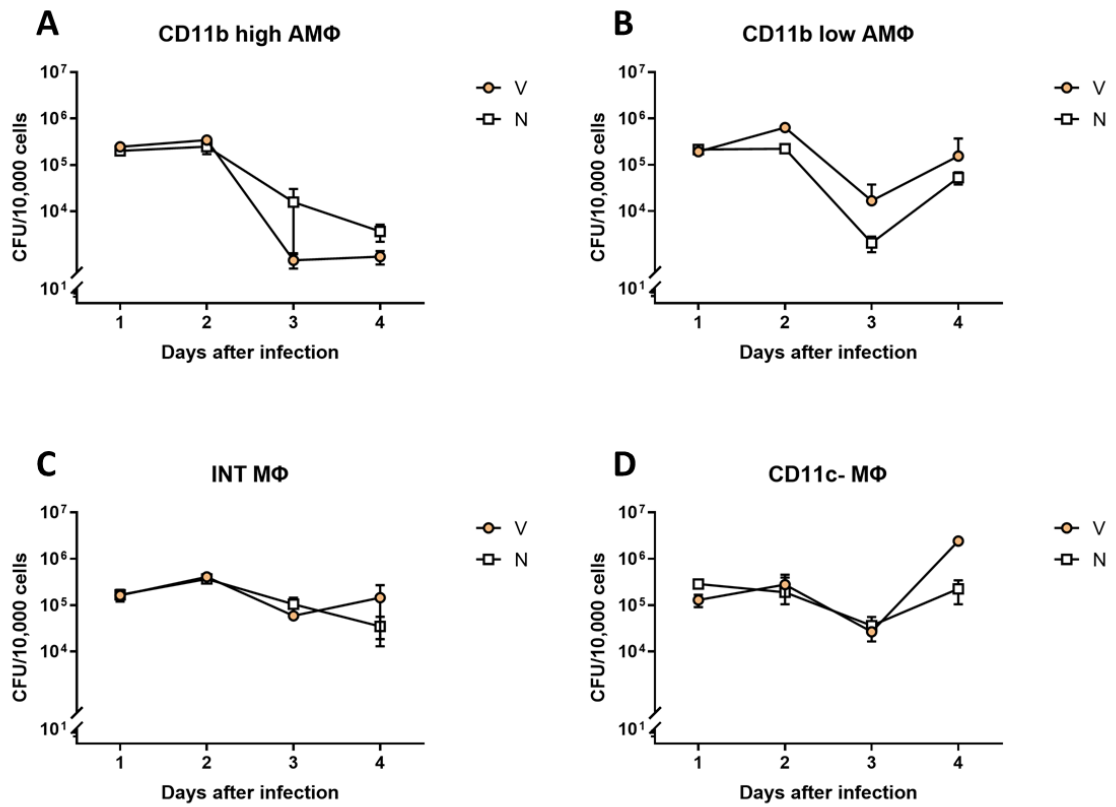 A
CD11b high AMΦ
10⁷
10⁶
10⁵
10⁴
10¹
CFU/10,000 cells
1 2 3 4
Days after infection
V
N
B
CD11b low AMΦ
10⁷
10⁶
10⁵
10⁴
10¹
CFU/10,000 cells
1 2 3 4
Days after infection
V
N
C
INT MΦ
10⁷
10⁶
10⁵
10⁴
10¹
CFU/10,000 cells
1 2 3 4
Days after infection
V
N
D
CD11c- MΦ
10⁷
10⁶
10⁵
10⁴
10¹
CFU/10,000 cells
1 2 3 4
Days after infection
V
N